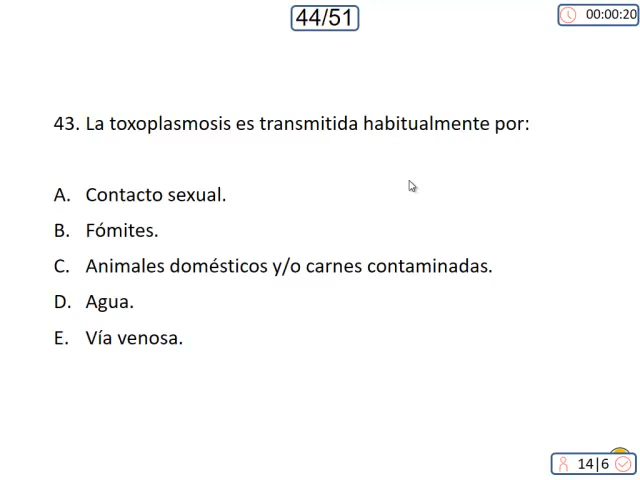 44/51
00:00:20
43. La toxoplasmosis es transmitida habitualmente por:
A. Contacto sexual.
B. Fómites.
C. Animales domésticos y/o carnes contaminadas.
D. Agua.
E. Vía venosa.
14|6